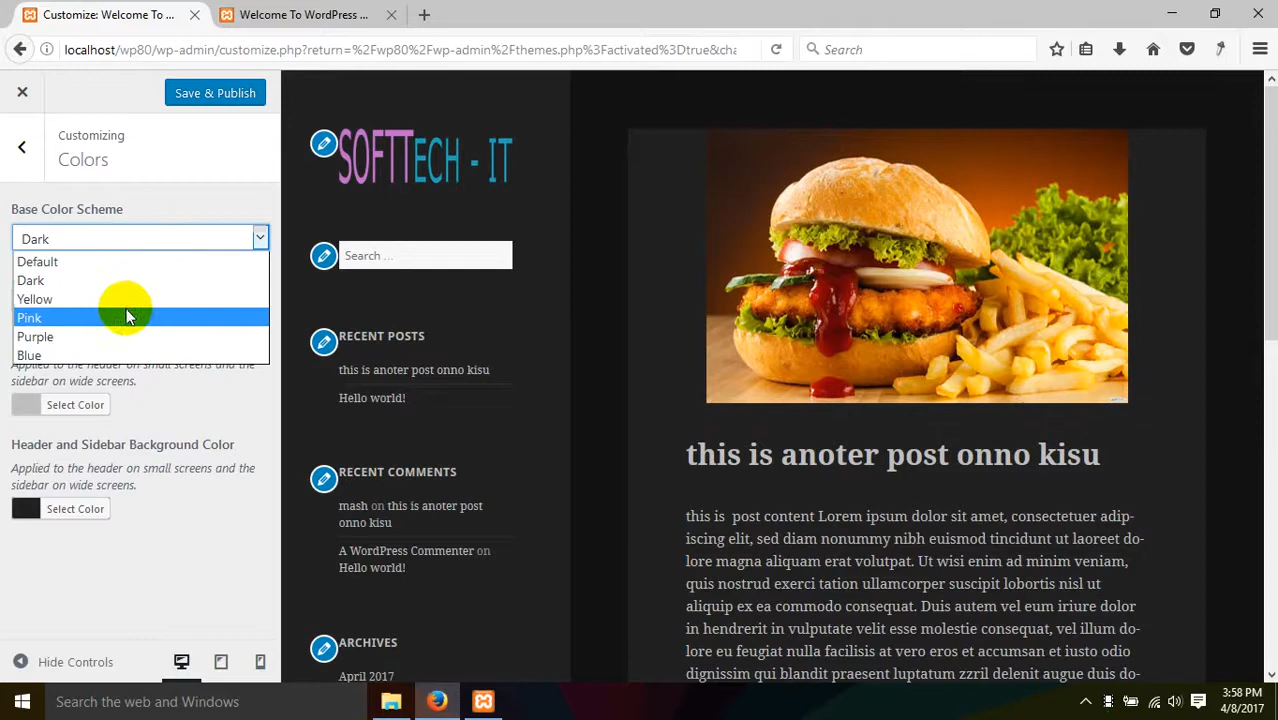 Customize: Welcome To ...
Welcome To WordPress ...
localhost/wp80/wp-admin/customize.php?return=%2Fwp80%2Fwp-admin%2Fthemes.php%3Factivated%3Dtrue&cha
Search
Save & Publish
Customizing
Colors
Base Color Scheme
Dark
Default
Dark
Yellow
Pink
Purple
Blue
Applied to the header on small screens and the
sidebar on wide screens.
Select Color
Header and Sidebar Background Color
Applied to the header on small screens and the
sidebar on wide screens.
Select Color
Hide Controls
SOFTTECH - IT
Search ...
RECENT POSTS
this is anoter post onno kisu
Hello world!
RECENT COMMENTS
mash on this is anoter post
onno kisu
A WordPress Commenter on
Hello world!
ARCHIVES
April 2017
this is anoter post onno kisu
this is post content Lorem ipsum dolor sit amet, consectetuer adip-
iscing elit, sed diam nonummy nibh euismod tincidunt ut laoreet do-
lore magna aliquam erat volutpat. Ut wisi enim ad minim veniam,
quis nostrud exerci tation ullamcorper suscipit lobortis nisl ut
aliquip ex ea commodo consequat. Duis autem vel eum iriure dolor
in hendrerit in vulputate velit esse molestie consequat, vel illum do-
lore eu feugiat nulla facilisis at vero eros et accumsan et iusto odio
dignissim qui blandit praesent luptatum zzril delenit augue duis do-
Search the web and Windows
3:58 PM
4/8/2017